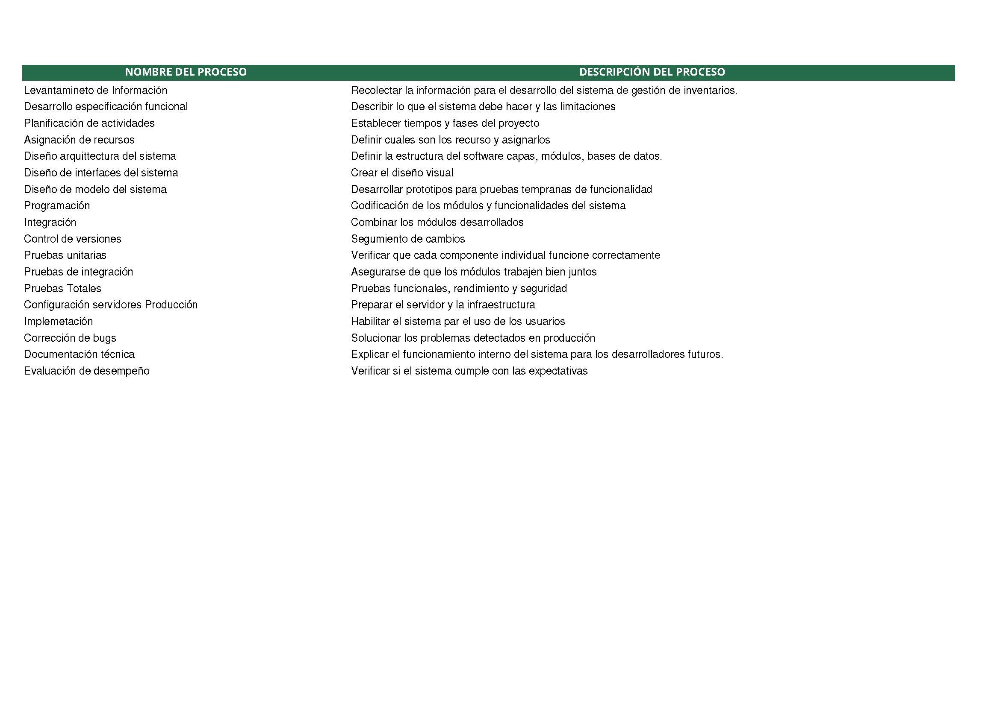 NOMBRE DEL PROCESO DESCRIPCIÓN DEL PROCESO
Levantamineto de Información Recolectar la información para el desarrollo del sistema de gestión de inventarios.
Desarrollo especificación funcional Describir lo que el sistema debe hacer y las limitaciones
Planificación de actividades Establecer tiempos y fases del proyecto
Asignación de recursos Definir cuales son los recurso y asignarlos
Diseño arquittectura del sistema Definir la estructura del software capas, módulos, bases de datos.
Diseño de interfaces del sistema Crear el diseño visual
Diseño de modelo del sistema Desarrollar prototipos para pruebas tempranas de funcionalidad
Programación Codificación de los módulos y funcionalidades del sistema
Integración Combinar los módulos desarrollados
Control de versiones Segumiento de cambios
Pruebas unitarias Verificar que cada componente individual funcione correctamente
Pruebas de integración Asegurarse de que los módulos trabajen bien juntos
Pruebas Totales Pruebas funcionales, rendimiento y seguridad
Configuración servidores Producción Preparar el servidor y la infraestructura
Implemetación Habilitar el sistema par el uso de los usuarios
Corrección de bugs Solucionar los problemas detectados en producción
Documentación técnica Explicar el funcionamiento interno del sistema para los desarrolladores futuros.
Evaluación de desempeño Verificar si el sistema cumple con las expectativas